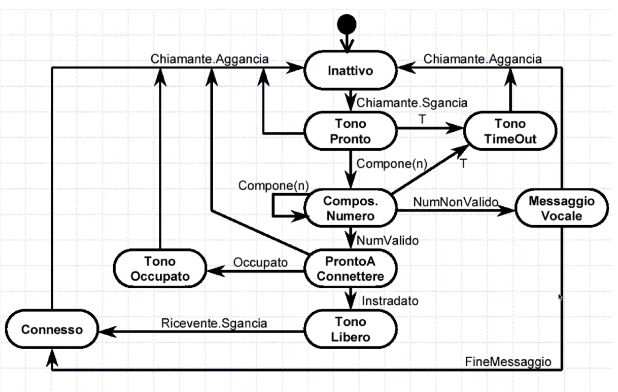 Chiamante.Aggancia
Chiamante.Aggancia
Inattivo
Chiamante.Sgancia
Tono
Pronto
T
Tono
TimeOut
Compone(n)
T
Compone(n)
Compos.
Numero
NumNonValido
Messaggio
Vocale
NumValido
Tono
Occupato
Occupato
ProntoA
Connettere
Instradato
Connesso
Ricevente.Sgancia
Tono
Libero
FineMessaggio